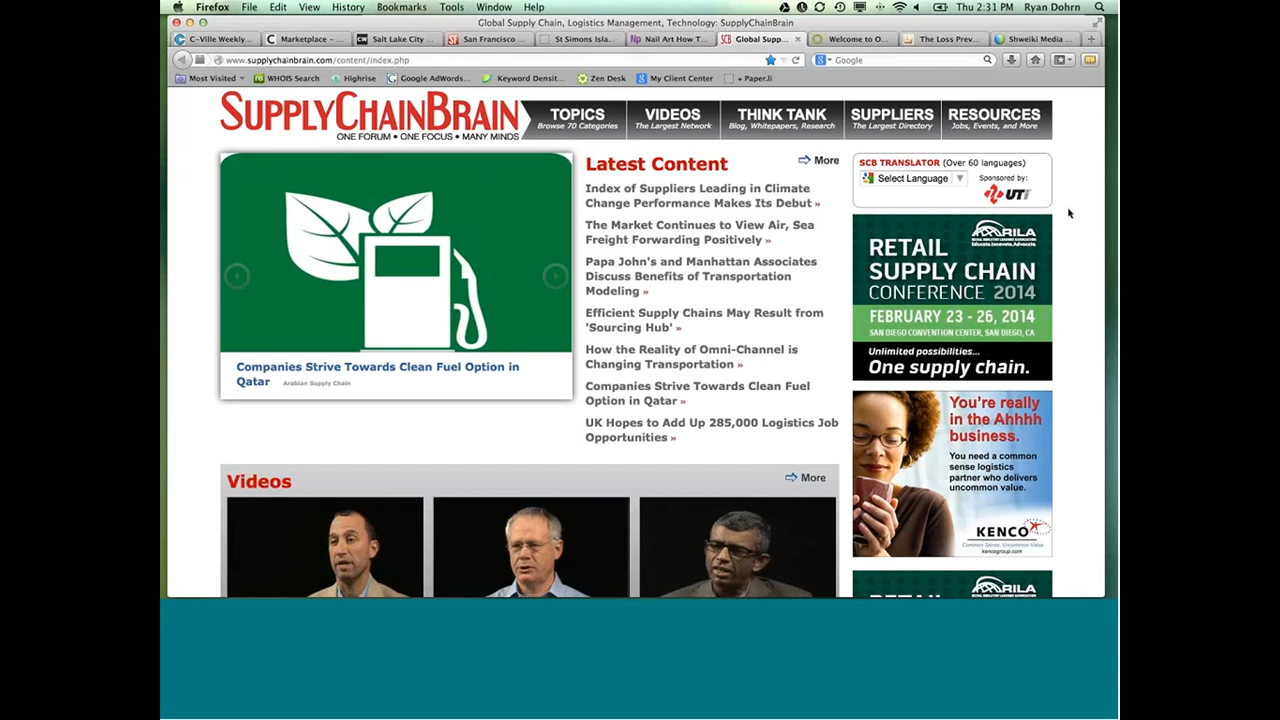 Firefox File Edit View History Bookmarks Tools Window Help Thu 2:31 PM Ryan Dohrn
Global Supply Chain, Logistics Management, Technology: SupplyChainBrain
C-Ville Weekly... Marketplace – ... Salt Lake City ... San Francisco ... St Simons Isla... Nail Art How T... Global Supp... Welcome to O... The Loss Prev... Shweiki Media ...
www.supplychainbrain.com/content/index.php Google
Most Visited WHOIS Search Highrise Google AdWords... Keyword Densit... Zen Desk My Client Center + Paper.li
SUPPLYCHAINBRAIN
ONE FORUM • ONE FOCUS • MANY MINDS
TOPICS VIDEOS THINK TANK SUPPLIERS RESOURCES
Browse 70 Categories The Largest Network Blog, Whitepapers, Research The Largest Directory Jobs, Events, and More
Companies Strive Towards Clean Fuel Option in
Qatar Arabian Supply Chain
Latest Content More
Index of Suppliers Leading in Climate
Change Performance Makes Its Debut »
The Market Continues to View Air, Sea
Freight Forwarding Positively »
Papa John's and Manhattan Associates
Discuss Benefits of Transportation
Modeling »
Efficient Supply Chains May Result from
'Sourcing Hub' »
How the Reality of Omni-Channel is
Changing Transportation »
Companies Strive Towards Clean Fuel
Option in Qatar »
UK Hopes to Add Up 285,000 Logistics Job
Opportunities »
SCB TRANSLATOR (Over 60 languages)
Select Language Sponsored by:
UTi
RILA
RETAIL
SUPPLY CHAIN
CONFERENCE 2014
FEBRUARY 23 - 26, 2014
SAN DIEGO CONVENTION CENTER, SAN DIEGO, CA
Unlimited possibilities...
One supply chain.
You're really
in the Ahhhh
business.
You need a common
sense logistics
partner who delivers
uncommon value.
KENCO
Common Sense. Uncommon Value
kencogroup.com
Videos More
RILA